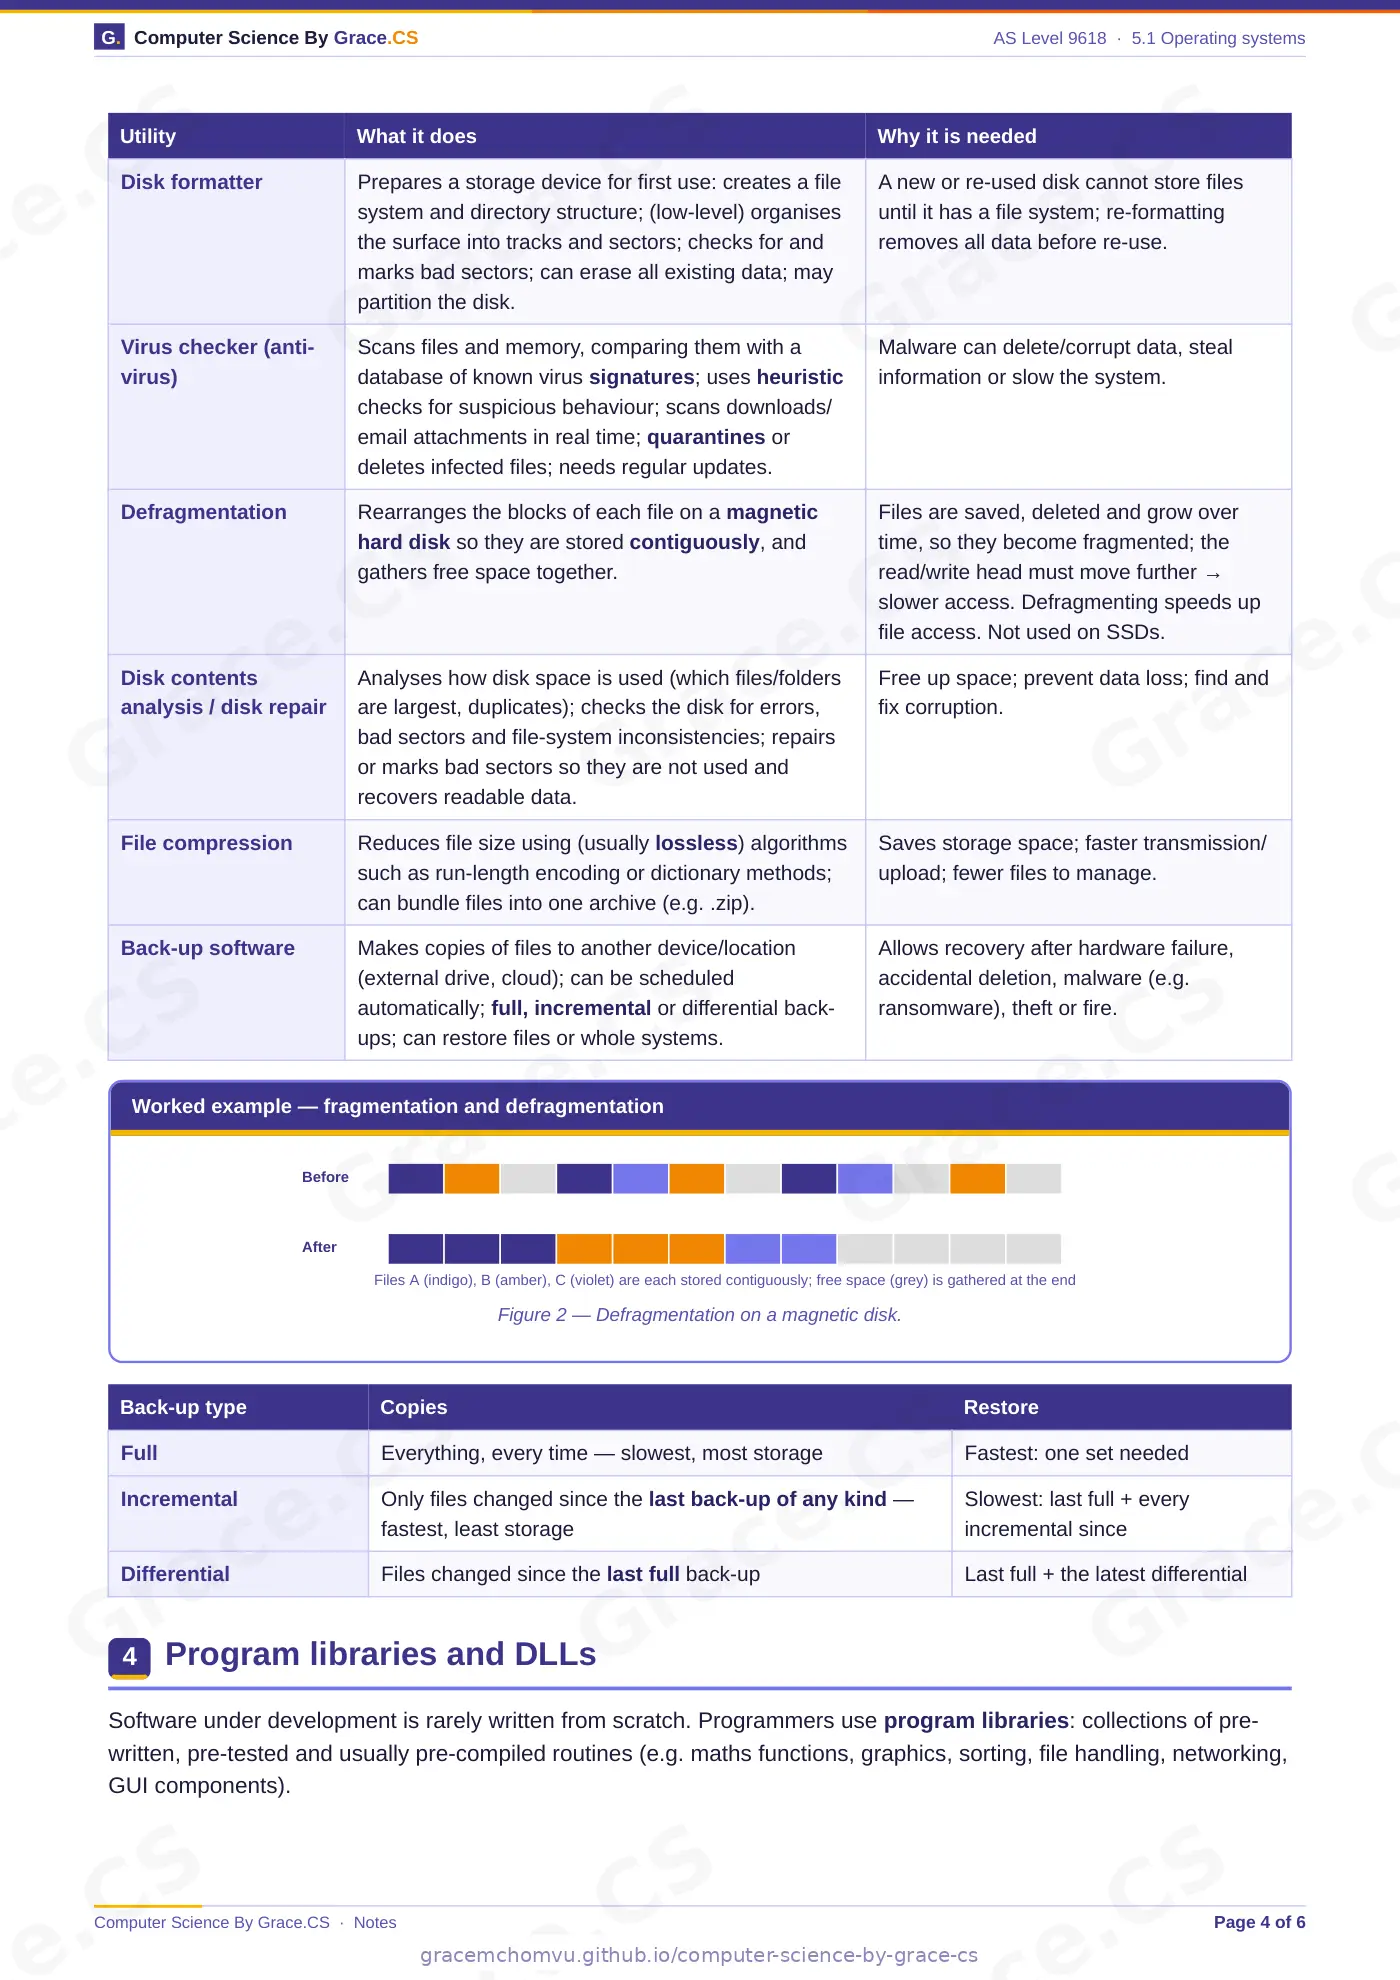 G. Computer Science By Grace.CS
AS Level 9618 · 5.1 Operating systems
Utility
What it does
Why it is needed
Disk formatter
Prepares a storage device for first use: creates a file
system and directory structure; (low-level) organises
the surface into tracks and sectors; checks for and
marks bad sectors; can erase all existing data; may
partition the disk.
A new or re-used disk cannot store files
until it has a file system; re-formatting
removes all data before re-use.
Virus checker (anti-
virus)
Scans files and memory, comparing them with a
database of known virus signatures; uses heuristic
checks for suspicious behaviour; scans downloads/
email attachments in real time; quarantines or
deletes infected files; needs regular updates.
Malware can delete/corrupt data, steal
information or slow the system.
Defragmentation
Rearranges the blocks of each file on a magnetic
hard disk so they are stored contiguously, and
gathers free space together.
Files are saved, deleted and grow over
time, so they become fragmented; the
read/write head must move further →
slower access. Defragmenting speeds up
file access. Not used on SSDs.
Disk contents
analysis / disk repair
Analyses how disk space is used (which files/folders
are largest, duplicates); checks the disk for errors,
bad sectors and file-system inconsistencies; repairs
or marks bad sectors so they are not used and
recovers readable data.
Free up space; prevent data loss; find and
fix corruption.
File compression
Reduces file size using (usually lossless) algorithms
such as run-length encoding or dictionary methods;
can bundle files into one archive (e.g. .zip).
Saves storage space; faster transmission/
upload; fewer files to manage.
Back-up software
Makes copies of files to another device/location
(external drive, cloud); can be scheduled
automatically; full, incremental or differential back-
ups; can restore files or whole systems.
Allows recovery after hardware failure,
accidental deletion, malware (e.g.
ransomware), theft or fire.
Worked example — fragmentation and defragmentation
Before
After
Files A (indigo), B (amber), C (violet) are each stored contiguously; free space (grey) is gathered at the end
Figure 2 — Defragmentation on a magnetic disk.
Back-up type
Copies
Restore
Full
Everything, every time — slowest, most storage
Fastest: one set needed
Incremental
Only files changed since the last back-up of any kind —
fastest, least storage
Slowest: last full + every
incremental since
Differential
Files changed since the last full back-up
Last full + the latest differential
4 Program libraries and DLLs
Software under development is rarely written from scratch. Programmers use program libraries: collections of pre-
written, pre-tested and usually pre-compiled routines (e.g. maths functions, graphics, sorting, file handling, networking,
GUI components).
Computer Science By Grace.CS · Notes
Page 4 of 6
gracemchomvu.github.io/computer-science-by-grace-cs